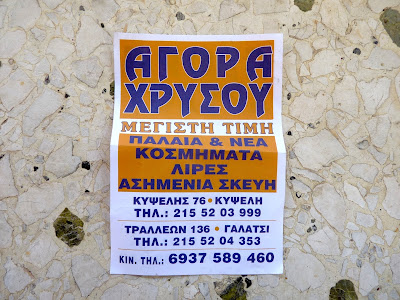 ΑΓΟΡΑ
ΧΡΥΣΟΥ
ΜΕΓΙΣΤΗ ΤΙΜΗ
ΠΑΛΑΙΑ & ΝΕΑ
ΚΟΣΜΗΜΑΤΑ
ΛΙΡΕΣ
ΑΣΗΜΕΝΙΑ ΣΚΕΥΗ
ΚΥΨΕΛΗΣ 76 • ΚΥΨΕΛΗ
ΤΗΛ.: 215 52 03 999
ΤΡΑΛΛΕΩΝ 136 • ΓΑΛΑΤΣΙ
ΤΗΛ.: 215 52 04 353
ΚΙΝ. ΤΗΛ.: 6937 589 460